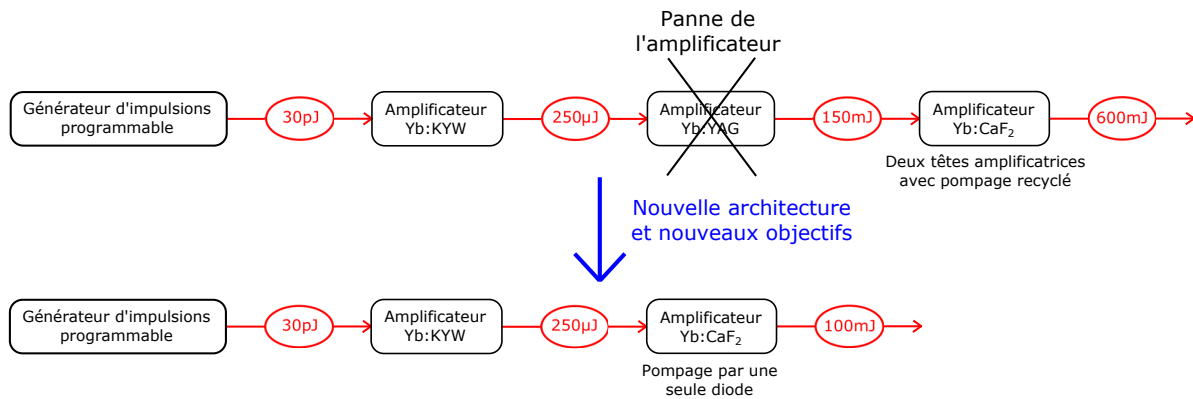 Panne de
l'amplificateur
Générateur d'impulsions
programmable
30pJ
Amplificateur
Yb:KYW
250µJ
Amplificateur
Yb:YAG
150mJ
Amplificateur
Yb:CaF₂
600mJ
Deux têtes amplificatrices
avec pompage recyclé
Nouvelle architecture
et nouveaux objectifs
Générateur d'impulsions
programmable
30pJ
Amplificateur
Yb:KYW
250µJ
Amplificateur
Yb:CaF₂
100mJ
Pompage par une
seule diode